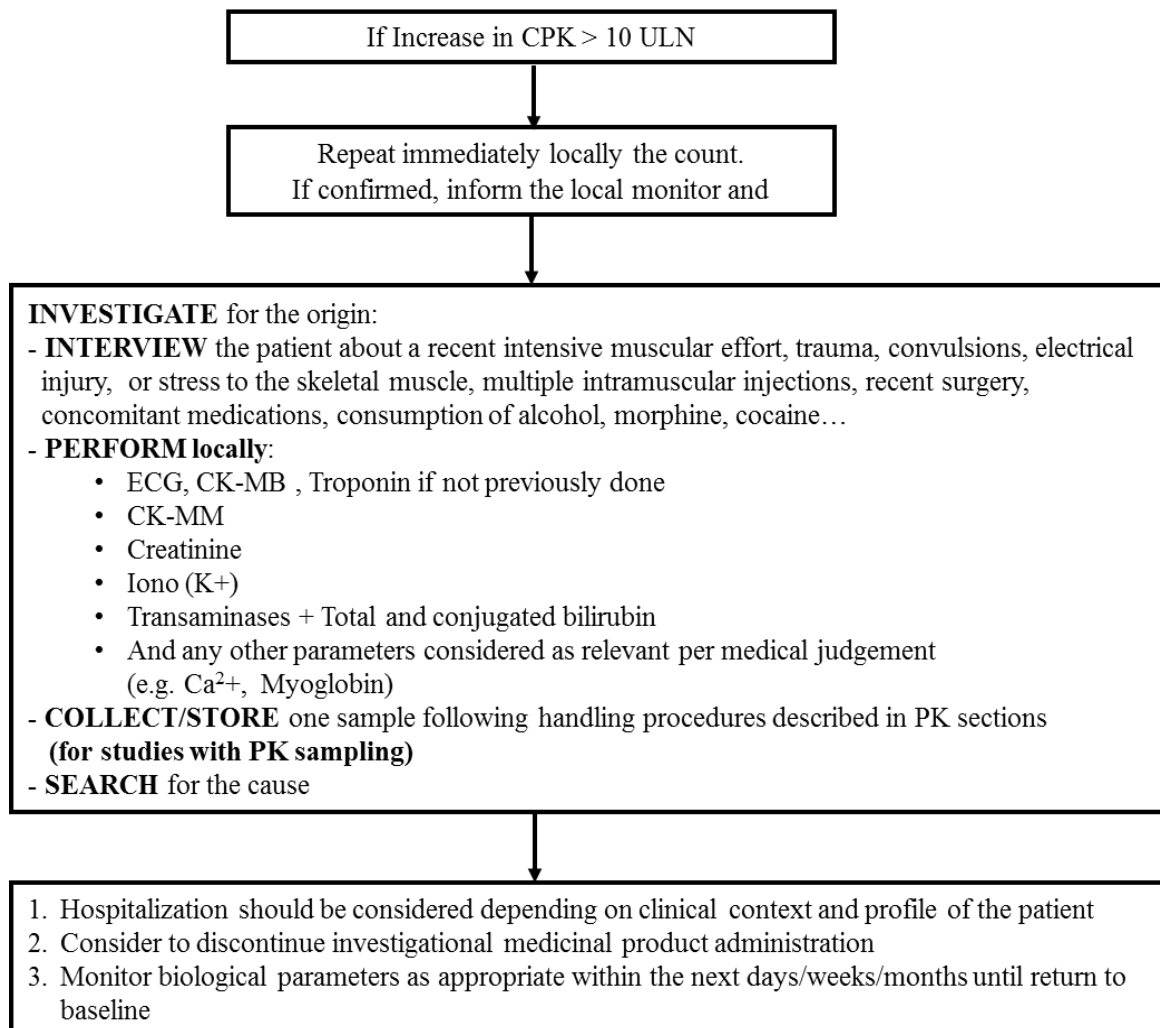 If Increase in CPK > 10 ULN
Repeat immediately locally the count.
If confirmed, inform the local monitor and
INVESTIGATE for the origin:
- INTERVIEW the patient about a recent intensive muscular effort, trauma, convulsions, electrical
injury, or stress to the skeletal muscle, multiple intramuscular injections, recent surgery,
concomitant medications, consumption of alcohol, morphine, cocaine…
- PERFORM locally:
• ECG, CK-MB , Troponin if not previously done
• CK-MM
• Creatinine
• Iono (K+)
• Transaminases + Total and conjugated bilirubin
• And any other parameters considered as relevant per medical judgement
(e.g. Ca²+, Myoglobin)
- COLLECT/STORE one sample following handling procedures described in PK sections
(for studies with PK sampling)
- SEARCH for the cause
1. Hospitalization should be considered depending on clinical context and profile of the patient
2. Consider to discontinue investigational medicinal product administration
3. Monitor biological parameters as appropriate within the next days/weeks/months until return to
baseline